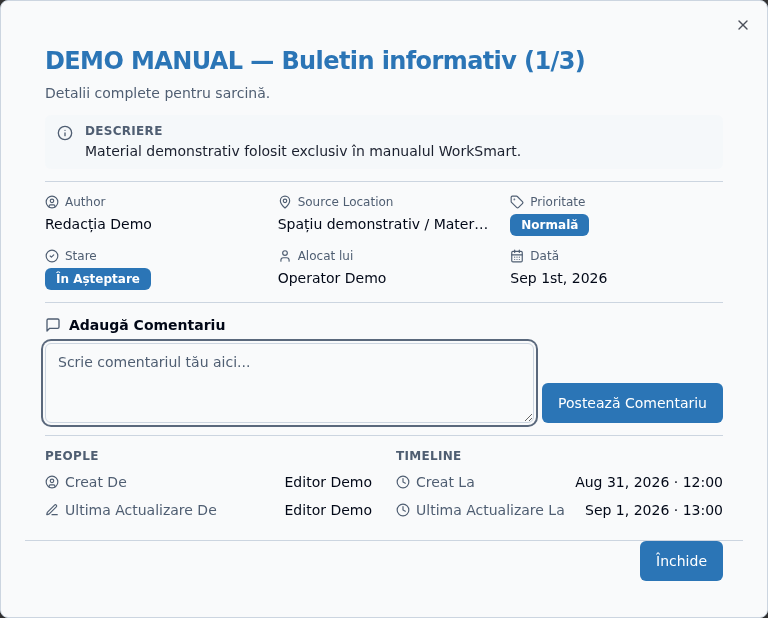 DEMO MANUAL — Buletin informativ (1/3)
Detalii complete pentru sarcină.
DESCRIERE
Material demonstrativ folosit exclusiv în manualul WorkSmart.
Author
Source Location
Prioritate
Redacția Demo
Spațiu demonstrativ / Mater...
Normală
Stare
Alocat lui
Dată
În Așteptare
Operator Demo
Sep 1st, 2026
Adaugă Comentariu
Scrie comentariul tău aici...
Postează Comentariu
PEOPLE
TIMELINE
Creat De
Editor Demo
Creat La
Aug 31, 2026 · 12:00
Ultima Actualizare De
Editor Demo
Ultima Actualizare La
Sep 1, 2026 · 13:00
Închide